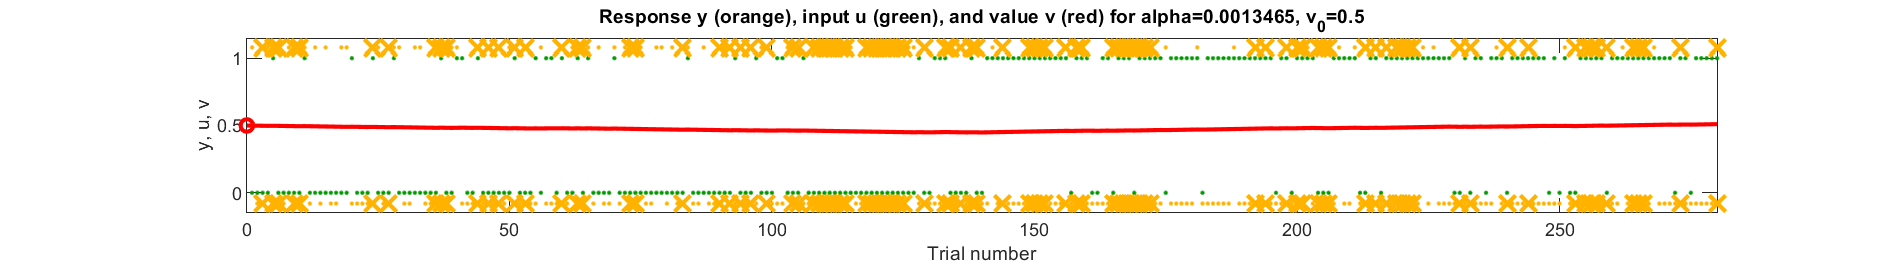 Response y (orange), input u (green), and value v (red) for alpha=0.0013465, v0=0.5
1
0.5
0
y, u, v
0 50 100 150 200 250
Trial number